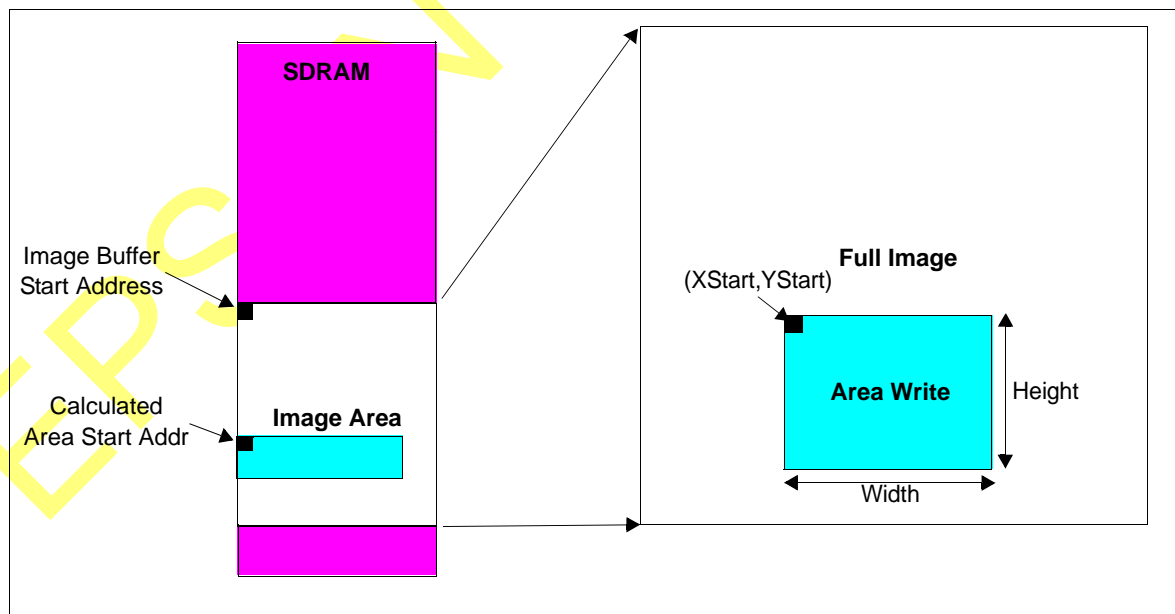 SDRAM
Image Buffer
Start Address
Calculated
Area Start Addr
Image Area
Full Image
(XStart,YStart)
Area Write
Height
Width